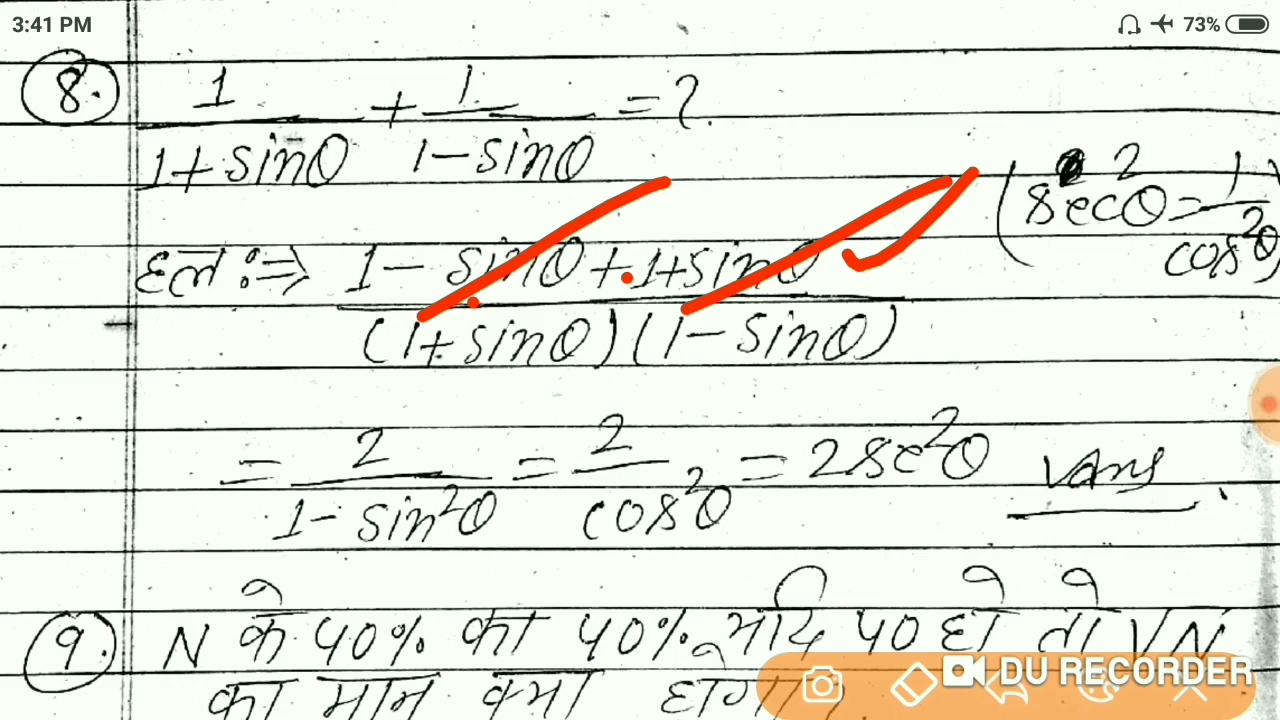 3:41 PM 73%
8. 1/(1+sinθ) + 1/(1-sinθ) = ?
(sec²θ = 1/cos²θ)
हल :⇒ (1-sinθ+1+sinθ)/((1+sinθ)(1-sinθ))
= 2/(1-sin²θ) = 2/cos²θ = 2sec²θ Ans
9. N के 40% का 40% यदि 40 हो तो √N
का मान क्या होगा
DU RECORDER